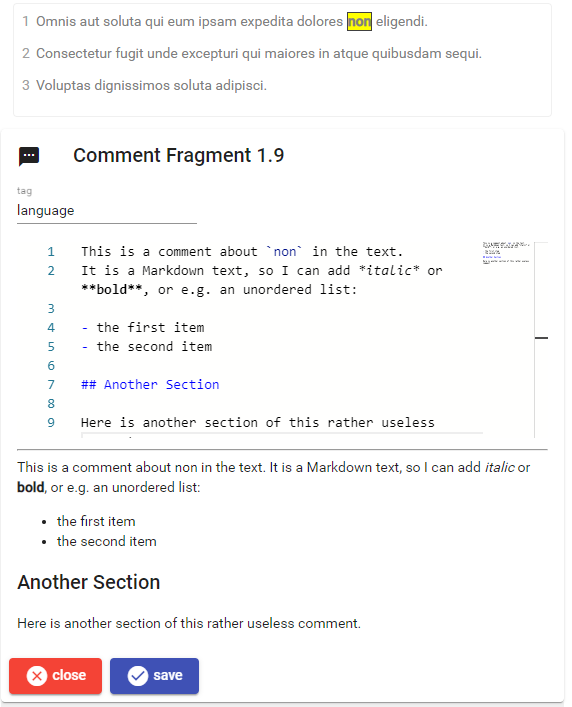 1 Omnis aut soluta qui eum ipsam expedita dolores non eligendi.
2 Consectetur fugit unde excepturi qui maiores in atque quibusdam sequi.
3 Voluptas dignissimos soluta adipisci.
Comment Fragment 1.9
tag
language
1 This is a comment about `non` in the text.
2 It is a Markdown text, so I can add *italic* or
**bold**, or e.g. an unordered list:
3
4 - the first item
5 - the second item
6
7 ## Another Section
8
9 Here is another section of this rather useless
This is a comment about non in the text. It is a Markdown text, so I can add italic or
bold, or e.g. an unordered list:
• the first item
• the second item
Another Section
Here is another section of this rather useless comment.
close save